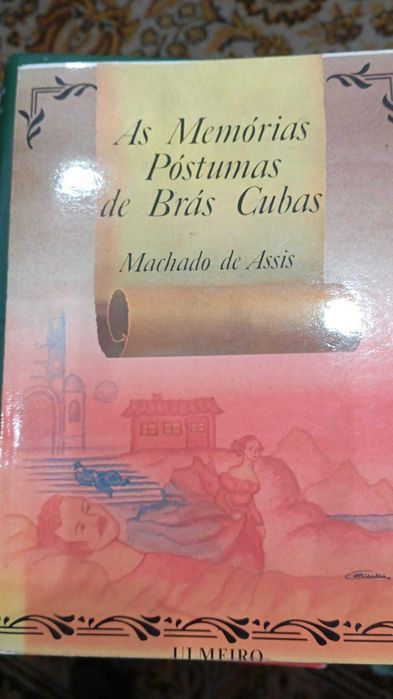 As Memórias
Póstumas
de Brás Cubas
Machado de Assis
ULMEIRO